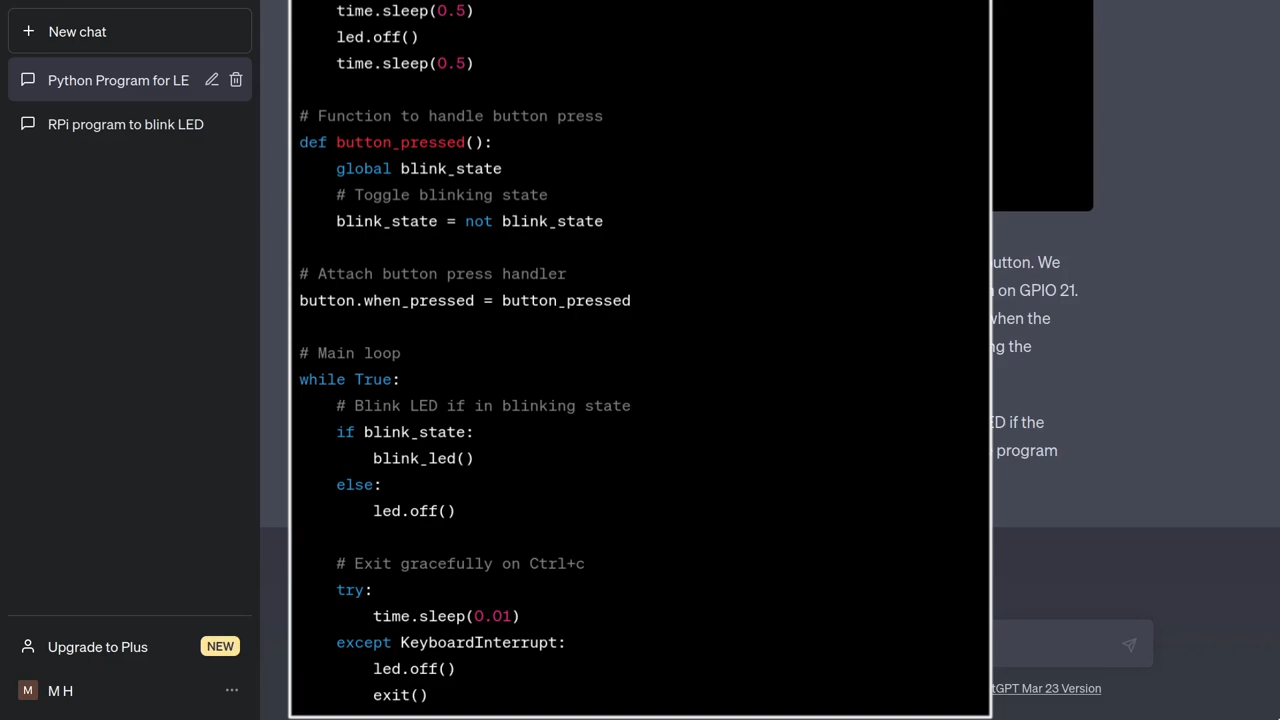 New chat
Python Program for LE
RPi program to blink LED
Upgrade to Plus
NEW
M
M H
time.sleep(0.5)
led.off()
time.sleep(0.5)
# Function to handle button press
def button_pressed():
global blink_state
# Toggle blinking state
blink_state = not blink_state
# Attach button press handler
button.when_pressed = button_pressed
# Main loop
while True:
# Blink LED if in blinking state
if blink_state:
blink_led()
else:
led.off()
# Exit gracefully on Ctrl+c
try:
time.sleep(0.01)
except KeyboardInterrupt:
led.off()
exit()
utton. We
on GPIO 21.
when the
ng the
ED if the
program
tGPT Mar 23 Version